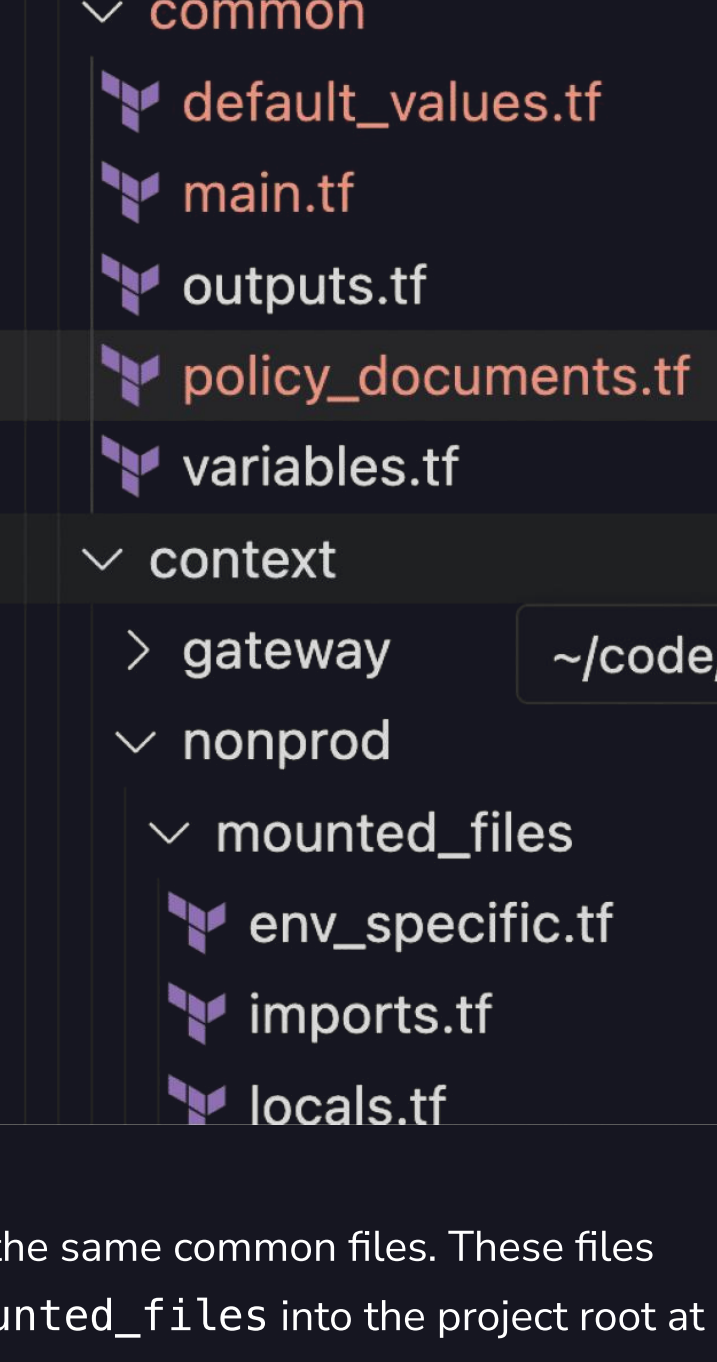 common
default_values.tf
main.tf
outputs.tf
policy_documents.tf
variables.tf
context
gateway
~/code/
nonprod
mounted_files
env_specific.tf
imports.tf
locals.tf
the same common files. These files
unted_files into the project root at